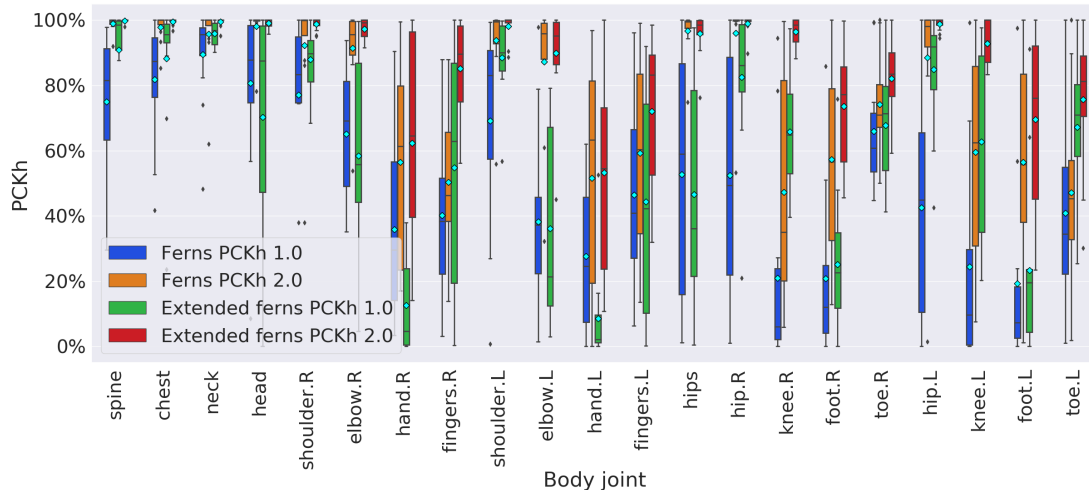 PCKh
100%
80%
60%
40%
20%
0%
Ferns PCKh 1.0
Ferns PCKh 2.0
Extended ferns PCKh 1.0
Extended ferns PCKh 2.0
spine
chest
neck
head
shoulder.R
elbow.R
hand.R
fingers.R
shoulder.L
elbow.L
hand.L
fingers.L
hips
hip.R
knee.R
foot.R
toe.R
hip.L
knee.L
foot.L
toe.L
Body joint